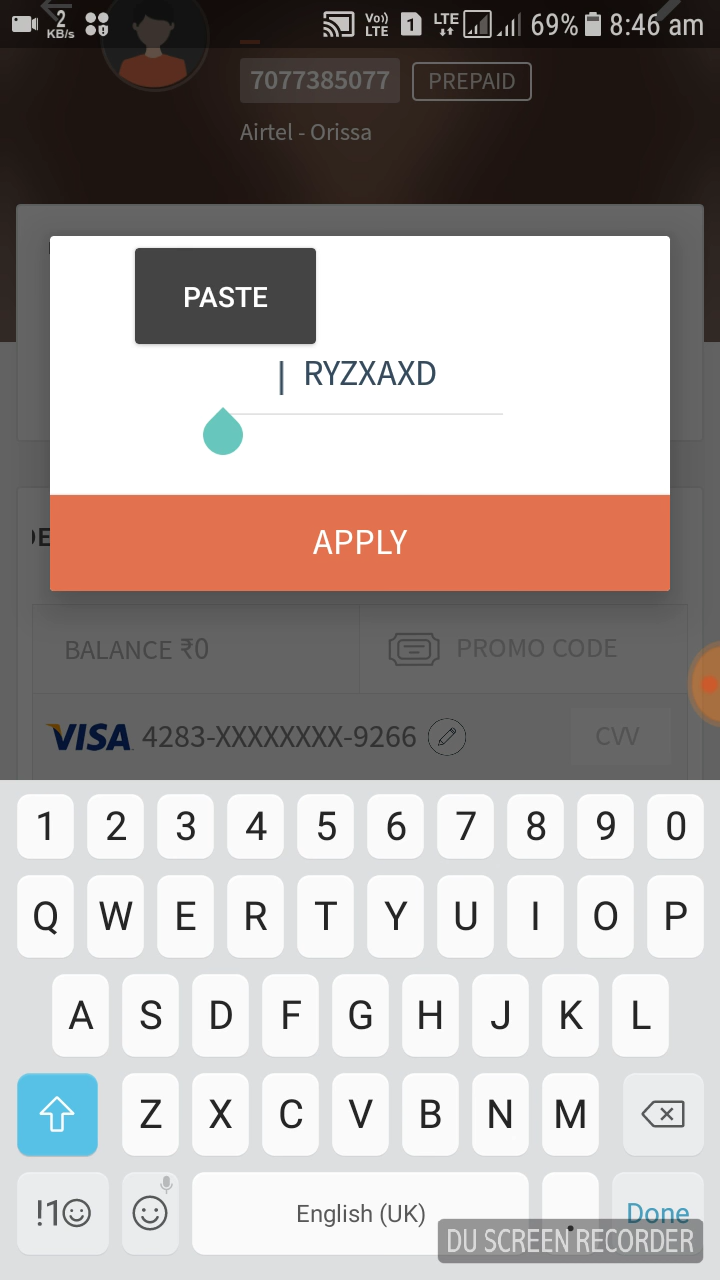 2 KB/s Vo)) LTE 1 LTE 69% 8:46 am
7077385077 PREPAID
Airtel - Orissa
PASTE
RYZXAXD
APPLY
BALANCE ₹0 PROMO CODE
VISA 4283-XXXXXXXX-9266 CVV
1 2 3 4 5 6 7 8 9 0
Q W E R T Y U I O P
A S D F G H J K L
Z X C V B N M
!1☺ English (UK) . Done
DU SCREEN RECORDER